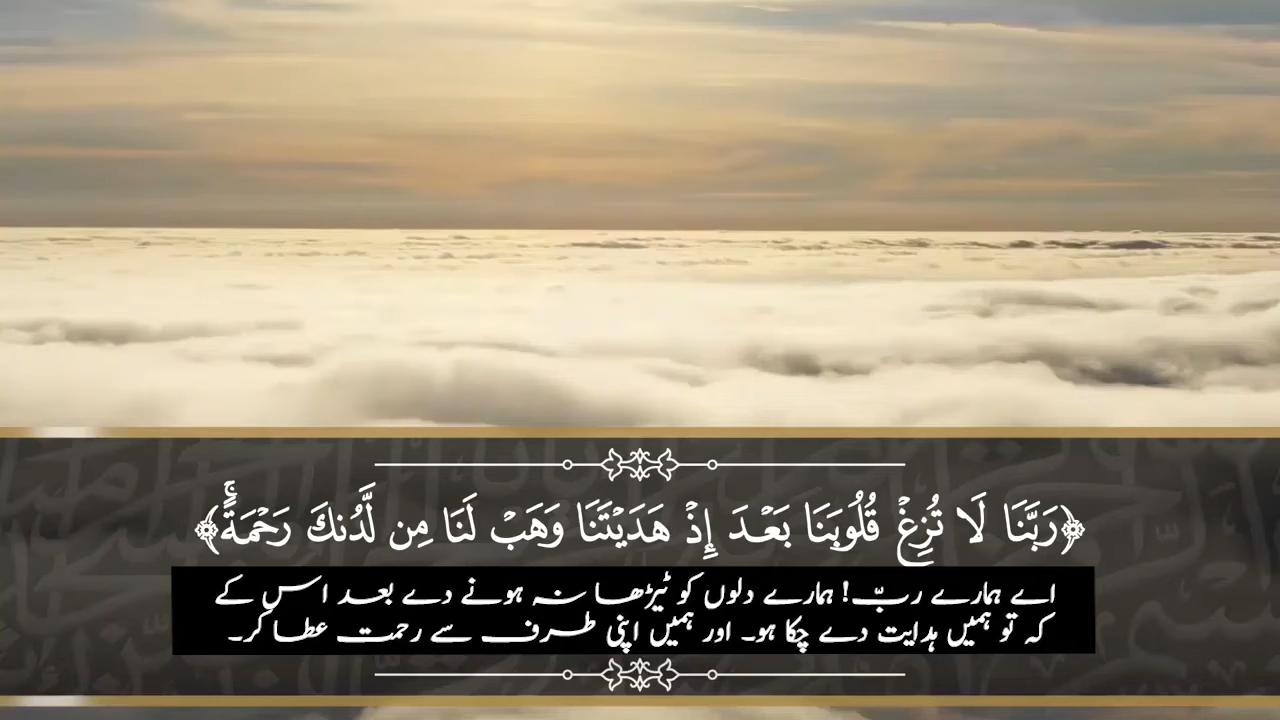 ﴿رَبَّنَا لَا تُزِغْ قُلُوبَنَا بَعْدَ إِذْ هَدَيْتَنَا وَهَبْ لَنَا مِن لَّدُنكَ رَحْمَةً ۚ﴾
اے ہمارے ربّ! ہمارے دلوں کو ٹیڑھا نہ ہونے دے بعد اس کے
کہ تو ہمیں ہدایت دے چکا ہو۔ اور ہمیں اپنی طرف سے رحمت عطا کر۔